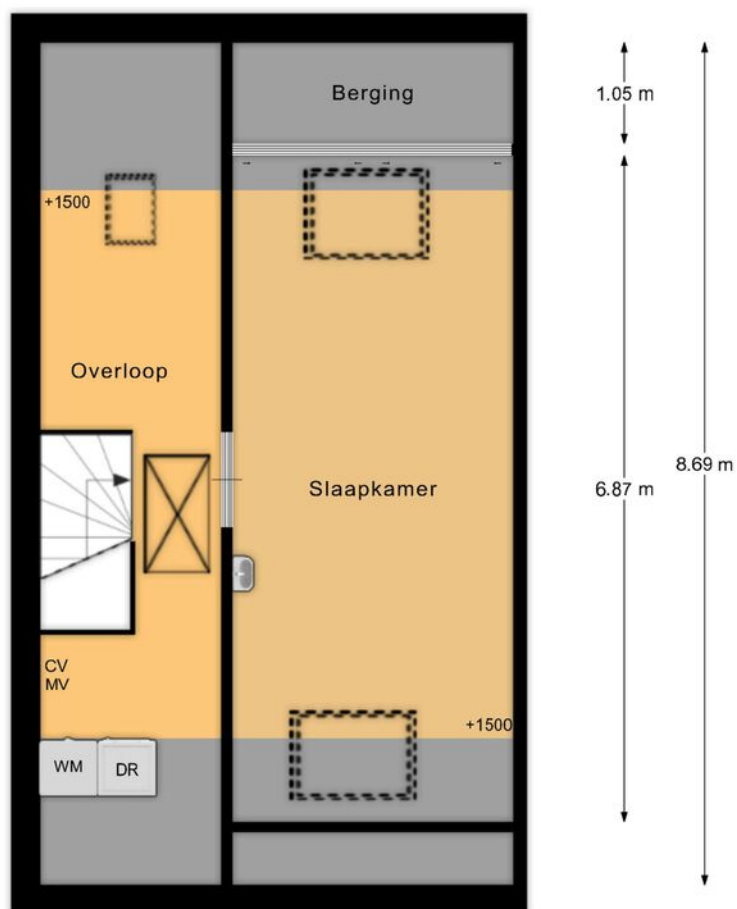 Berging
1.05 m
+1500
Overloop
8.69 m
Slaapkamer
6.87 m
CV
MV
+1500
WM
DR